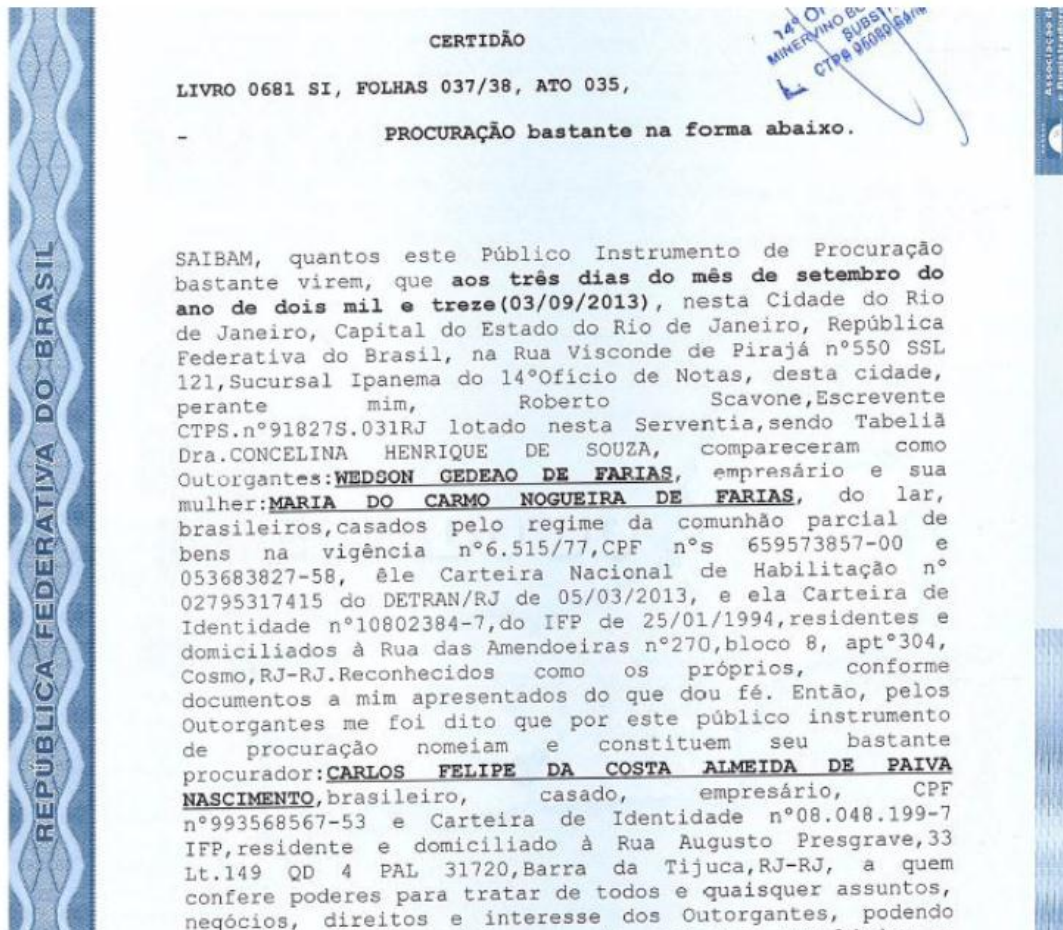 CERTIDÃO
14º
MINERVINO
SUBST
CTPS
LIVRO 0681 SI, FOLHAS 037/38, ATO 035,
- PROCURAÇÃO bastante na forma abaixo.
SAIBAM, quantos este Público Instrumento de Procuração
bastante virem, que aos três dias do mês de setembro do
ano de dois mil e treze(03/09/2013), nesta Cidade do Rio
de Janeiro, Capital do Estado do Rio de Janeiro, República
Federativa do Brasil, na Rua Visconde de Pirajá nº550 SSL
121,Sucursal Ipanema do 14ºOfício de Notas, desta cidade,
perante mim, Roberto Scavone,Escrevente
CTPS.nº91827S.031RJ lotado nesta Serventia,sendo Tabeliã
Dra.CONCELINA HENRIQUE DE SOUZA, compareceram como
Outorgantes:WEDSON GEDEAO DE FARIAS, empresário e sua
mulher:MARIA DO CARMO NOGUEIRA DE FARIAS, do lar,
brasileiros,casados pelo regime da comunhão parcial de
bens na vigência nº6.515/77,CPF nºs 659573857-00 e
053683827-58, êle Carteira Nacional de Habilitação nº
02795317415 do DETRAN/RJ de 05/03/2013, e ela Carteira de
Identidade nº10802384-7,do IFP de 25/01/1994,residentes e
domiciliados à Rua das Amendoeiras nº270,bloco 8, aptº304,
Cosmo,RJ-RJ.Reconhecidos como os próprios, conforme
documentos a mim apresentados do que dou fé. Então, pelos
Outorgantes me foi dito que por este público instrumento
de procuração nomeiam e constituem seu bastante
procurador:CARLOS FELIPE DA COSTA ALMEIDA DE PAIVA
NASCIMENTO,brasileiro, casado, empresário, CPF
nº993568567-53 e Carteira de Identidade nº08.048.199-7
IFP,residente e domiciliado à Rua Augusto Presgrave,33
Lt.149 QD 4 PAL 31720,Barra da Tijuca,RJ-RJ, a quem
confere poderes para tratar de todos e quaisquer assuntos,
negócios, direitos e interesse dos Outorgantes, podendo
REPÚBLICA FEDERATIVA DO BRASIL
Associação